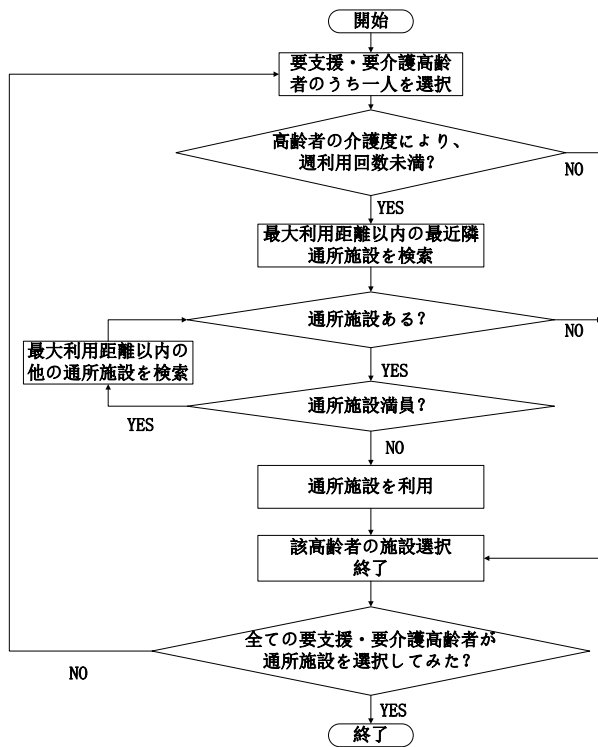 開始
要支援・要介護高齢
者のうち一人を選択
高齢者の介護度により、
週利用回数未満?
NO
YES
最大利用距離以内の最近隣
通所施設を検索
通所施設ある?
NO
最大利用距離以内の
他の通所施設を検索
YES
通所施設満員?
YES
NO
通所施設を利用
該高齢者の施設選択
終了
全ての要支援・要介護高齢者が
通所施設を選択してみた?
NO
YES
終了